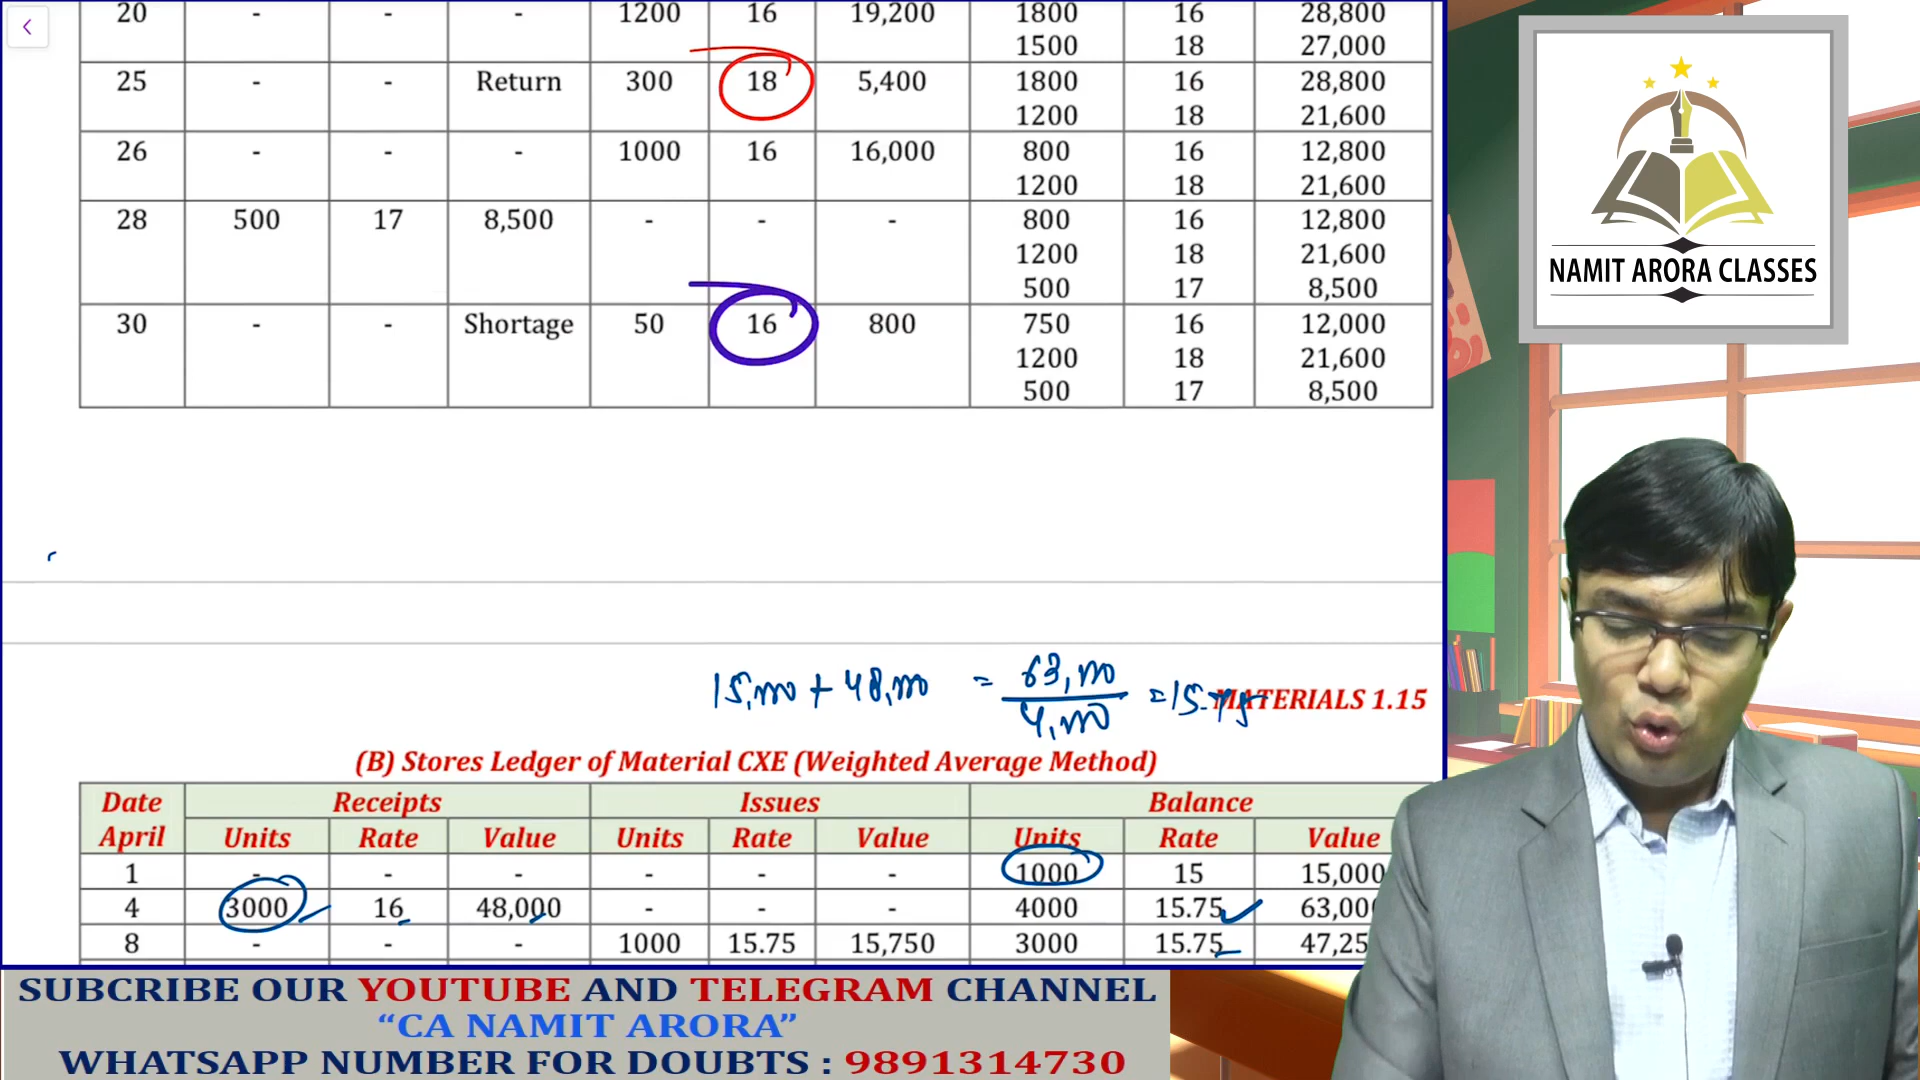 20 - - - 1200 16 19,200 1800 16 28,800
1500 18 27,000
25 - - Return 300 18 5,400 1800 16 28,800
1200 18 21,600
26 - - - 1000 16 16,000 800 16 12,800
1200 18 21,600
28 500 17 8,500 - - - 800 16 12,800
1200 18 21,600
500 17 8,500
30 - - Shortage 50 16 800 750 16 12,000
1200 18 21,600
500 17 8,500
NAMIT ARORA CLASSES
15,m + 48,m = 63,m / 4,m = 15.75
MATERIALS 1.15
(B) Stores Ledger of Material CXE (Weighted Average Method)
Date April Receipts Issues Balance
Units Rate Value Units Rate Value Units Rate Value
1 - - - - - - 1000 15 15,000
4 3000 16 48,000 - - - 4000 15.75 63,00
8 - - - 1000 15.75 15,750 3000 15.75 47,25
SUBCRIBE OUR YOUTUBE AND TELEGRAM CHANNEL
“CA NAMIT ARORA”
WHATSAPP NUMBER FOR DOUBTS : 9891314730